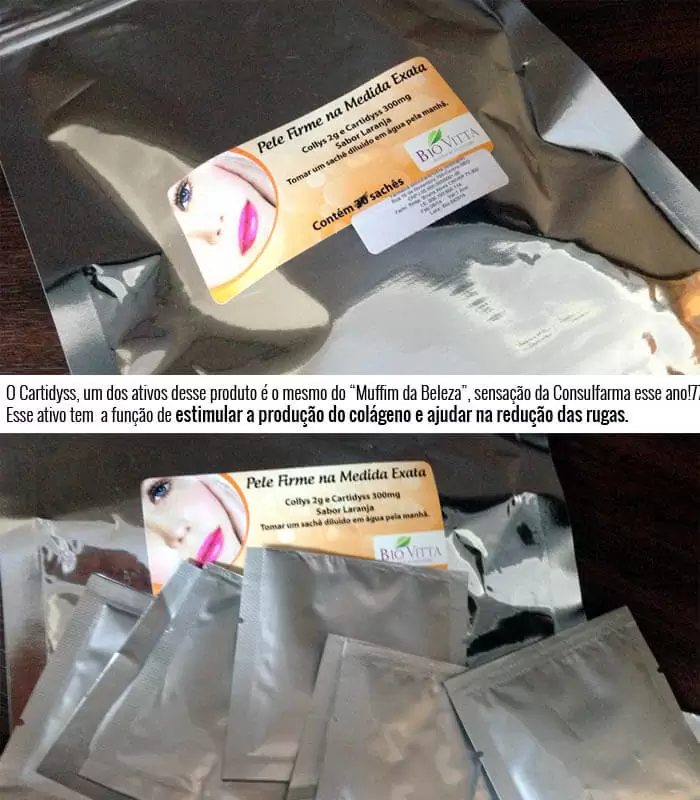 Pele Firme na Medida Exata
Collys 2g e Cartidyss 300mg
Sabor Laranja
Tomar um sachê diluído em água pela manhã.
BIO VITTA
Contém sachês
O Cartidyss, um dos ativos desse produto é o mesmo do “Muffim da Beleza”, sensação da Consulfarma esse ano!
Esse ativo tem a função de estimular a produção do colágeno e ajudar na redução das rugas.
Pele Firme na Medida Exata
Collys 2g e Cartidyss 300mg
Sabor Laranja
Tomar um sachê diluído em água pela manhã.
BIO VITTA